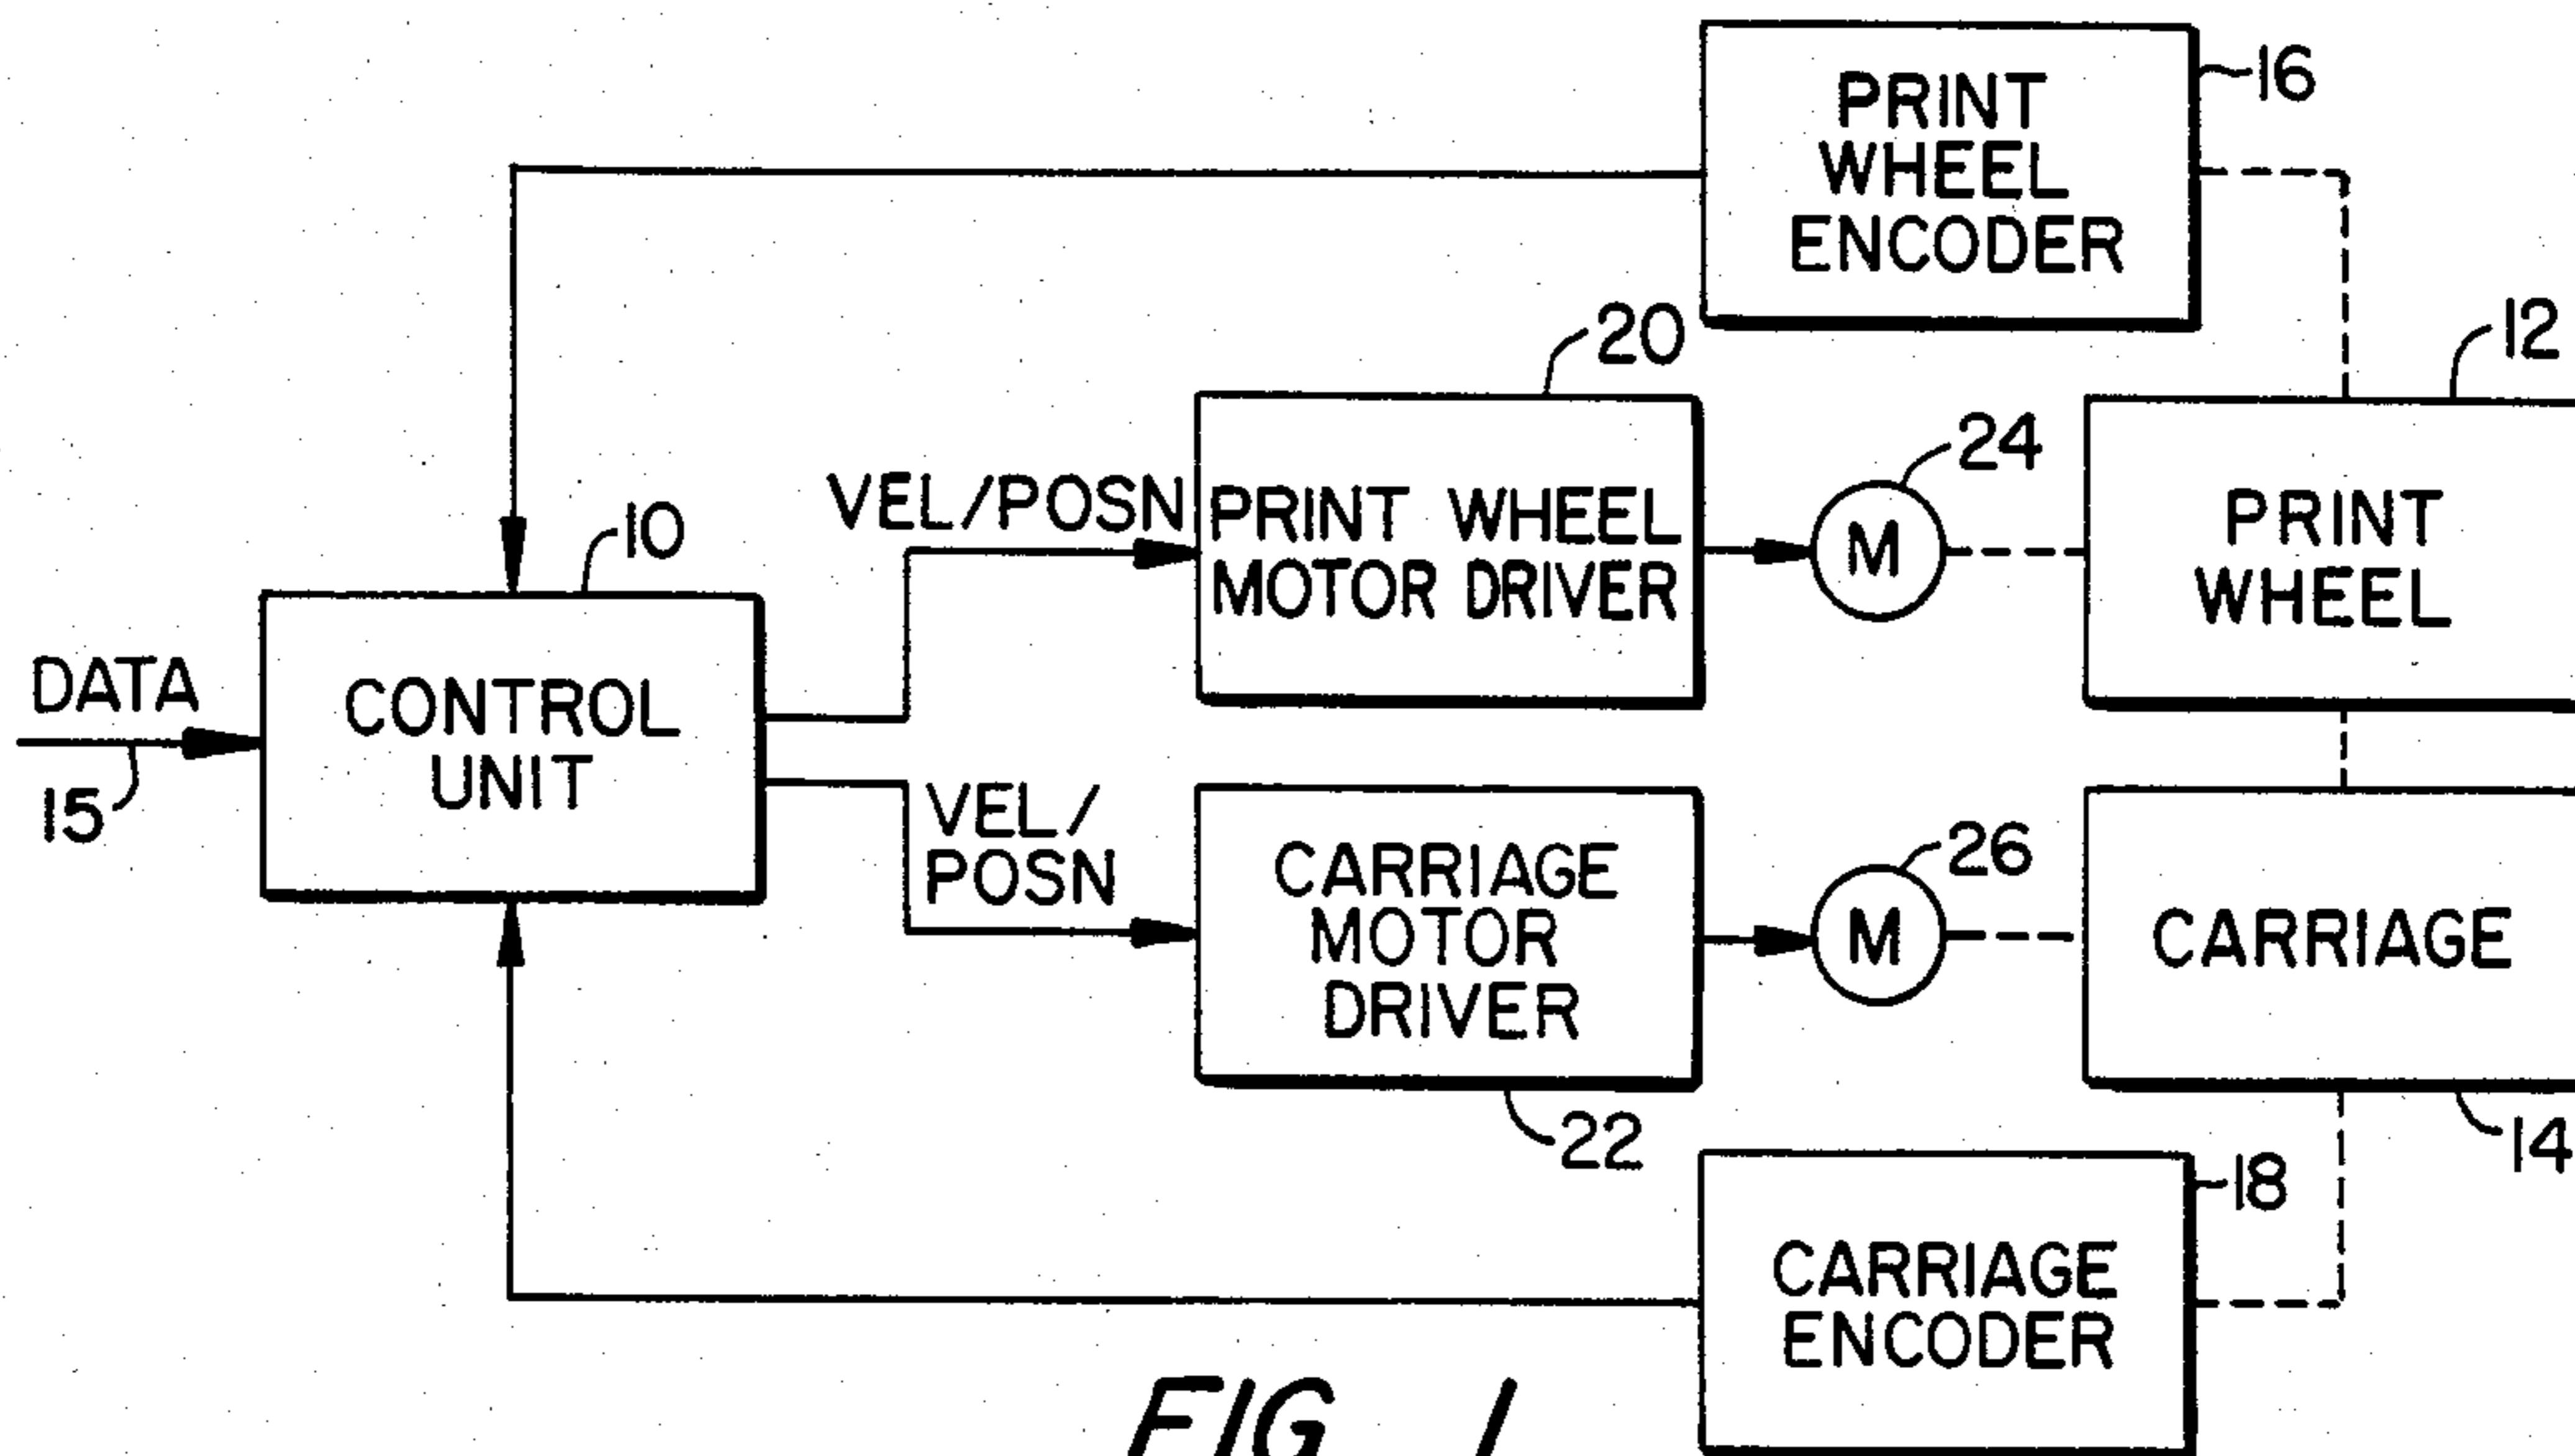 PRINT
WHEEL
ENCODER
16
20
12
24
10
VEL/POSN
PRINT WHEEL
MOTOR DRIVER
M
PRINT
WHEEL
DATA
15
CONTROL
UNIT
VEL/
POSN
CARRIAGE
MOTOR
DRIVER
26
M
CARRIAGE
22
14
18
CARRIAGE
ENCODER
FIG 1